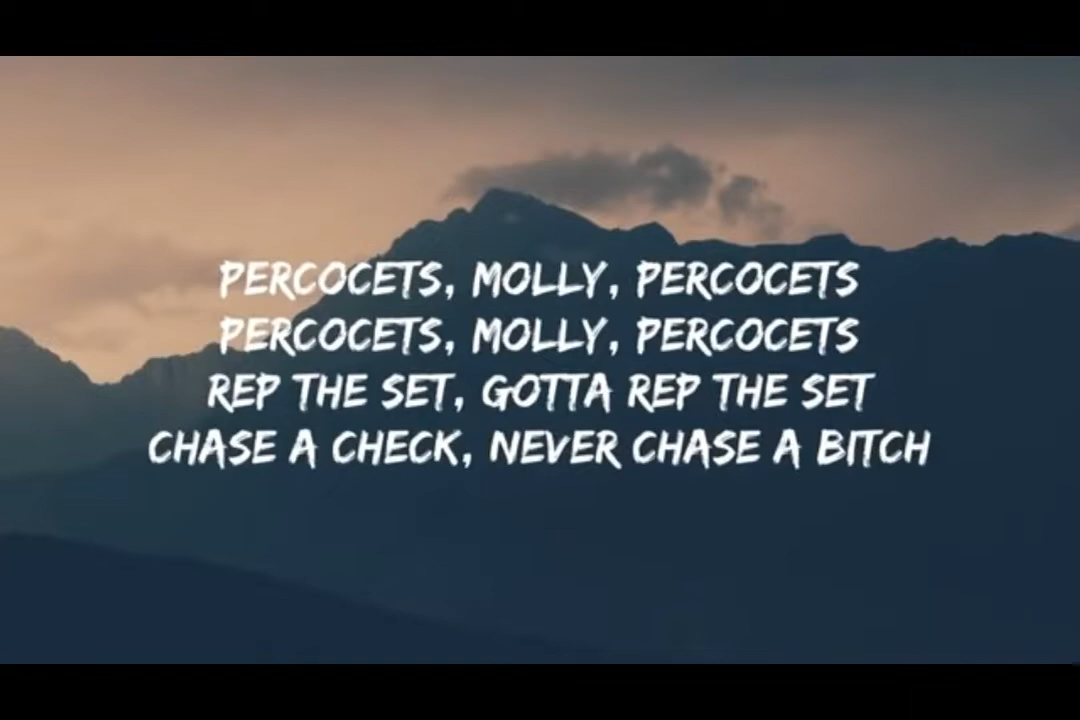 PERCOCETS, MOLLY, PERCOCETS
PERCOCETS, MOLLY, PERCOCETS
REP THE SET, GOTTA REP THE SET
CHASE A CHECK, NEVER CHASE A BITCH